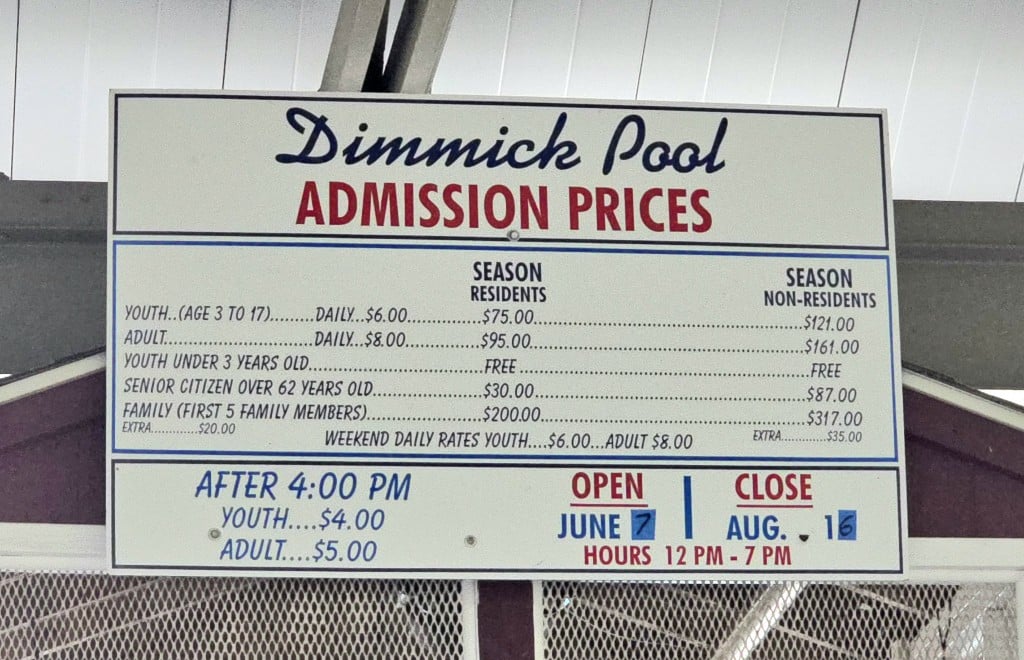 Dimmick Pool
ADMISSION PRICES
SEASON RESIDENTS
SEASON NON-RESIDENTS
YOUTH..(AGE 3 TO 17).........DAILY...$6.00..................$75.00.................................................................$121.00
ADULT..............................DAILY...$8.00..................$95.00.................................................................$161.00
YOUTH UNDER 3 YEARS OLD.....................................FREE.....................................................................FREE
SENIOR CITIZEN OVER 62 YEARS OLD.......................$30.00.................................................................$87.00
FAMILY (FIRST 5 FAMILY MEMBERS)........................$200.00...............................................................$317.00
EXTRA.............$20.00
WEEKEND DAILY RATES YOUTH....$6.00...ADULT $8.00
EXTRA.............$35.00
AFTER 4:00 PM
YOUTH....$4.00
ADULT....$5.00
OPEN
JUNE 7
CLOSE
AUG. 16
HOURS 12 PM - 7 PM